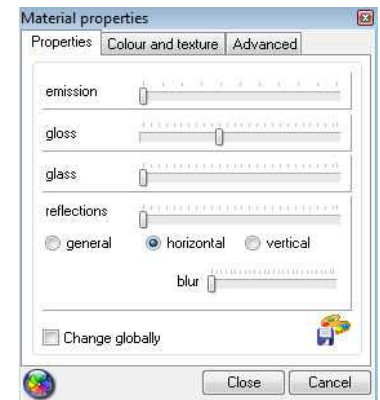 Material properties
Properties Colour and texture Advanced
emission
gloss
glass
reflections
general horizontal vertical
blur
Change globally
Close Cancel